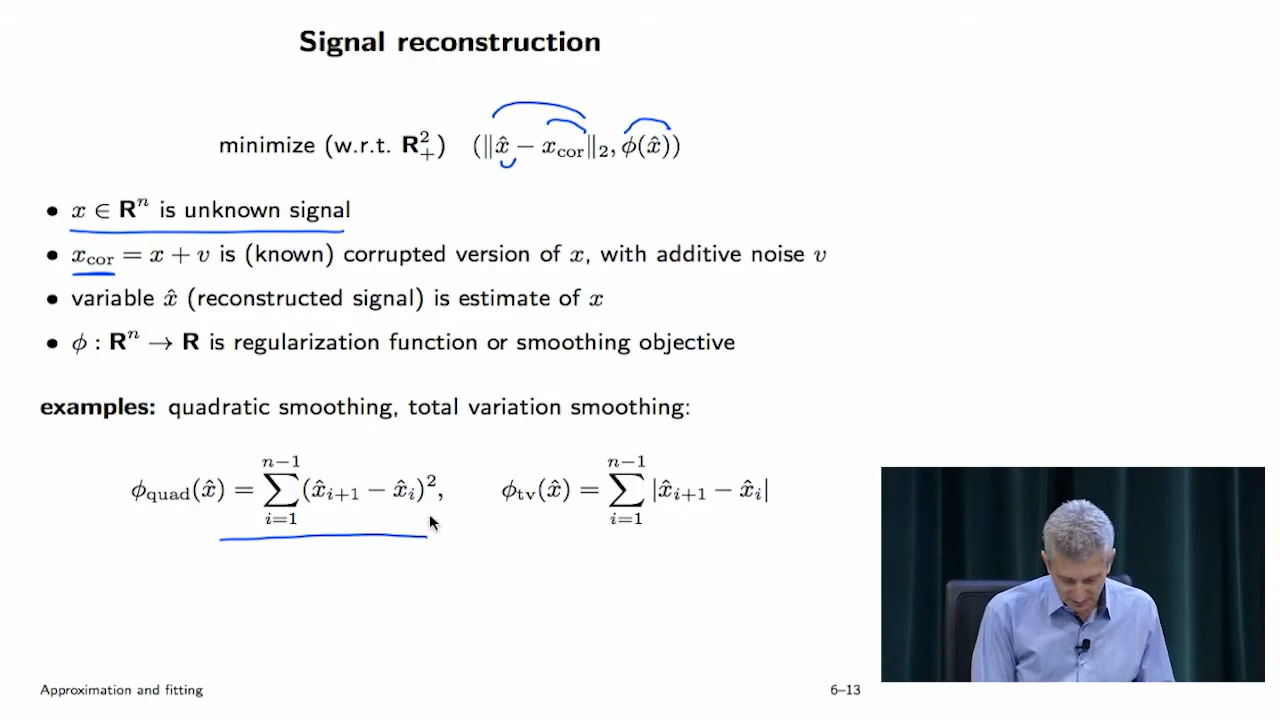 Signal reconstruction
minimize (w.r.t. R₊²) (‖x̂ − x_cor‖₂, ϕ(x̂))
• x ∈ Rⁿ is unknown signal
• x_cor = x + v is (known) corrupted version of x, with additive noise v
• variable x̂ (reconstructed signal) is estimate of x
• ϕ : Rⁿ → R is regularization function or smoothing objective
examples: quadratic smoothing, total variation smoothing:
ϕ_quad(x̂) = ∑_{i=1}^{n−1} (x̂_{i+1} − x̂_i)², ϕ_tv(x̂) = ∑_{i=1}^{n−1} |x̂_{i+1} − x̂_i|
Approximation and fitting 6–13